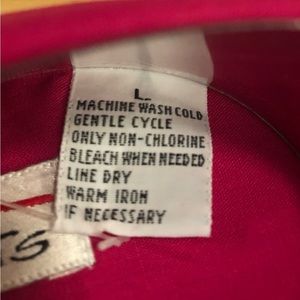 L
MACHINE WASH COLD
GENTLE CYCLE
ONLY NON-CHLORINE
BLEACH WHEN NEEDED
LINE DRY
WARM IRON
IF NECESSARY